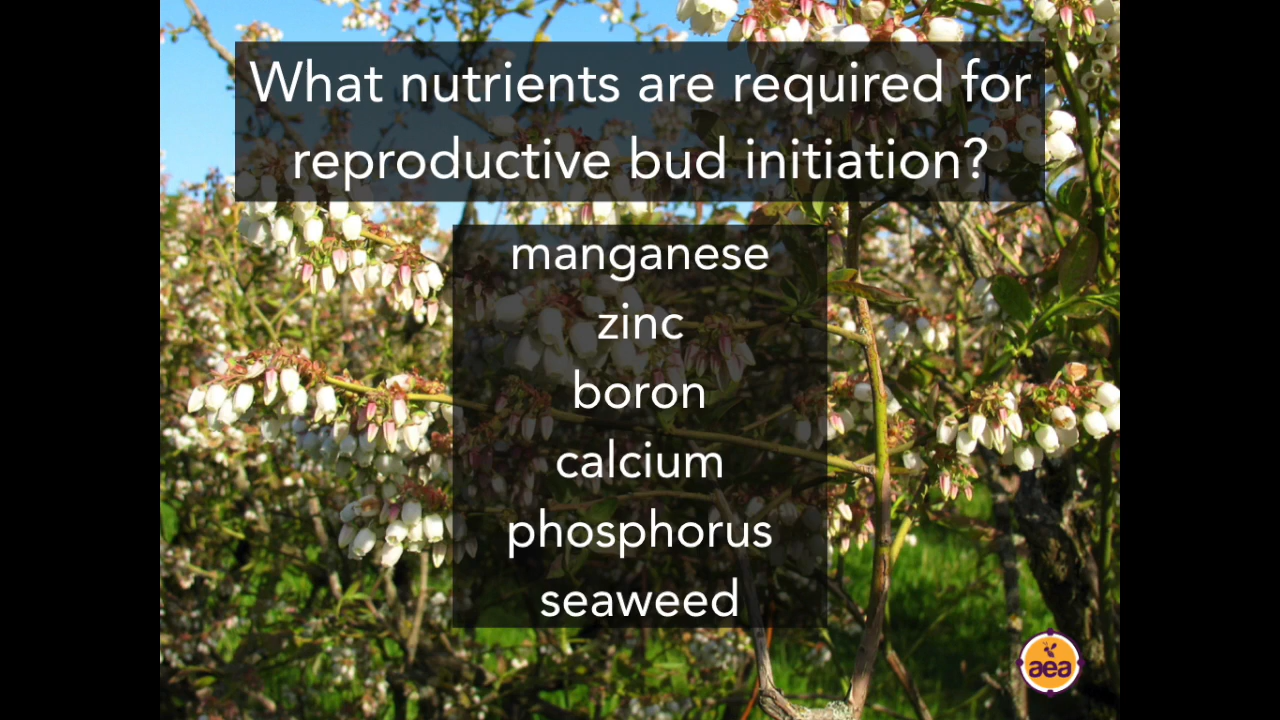 What nutrients are required for
reproductive bud initiation?
manganese
zinc
boron
calcium
phosphorus
seaweed
aea